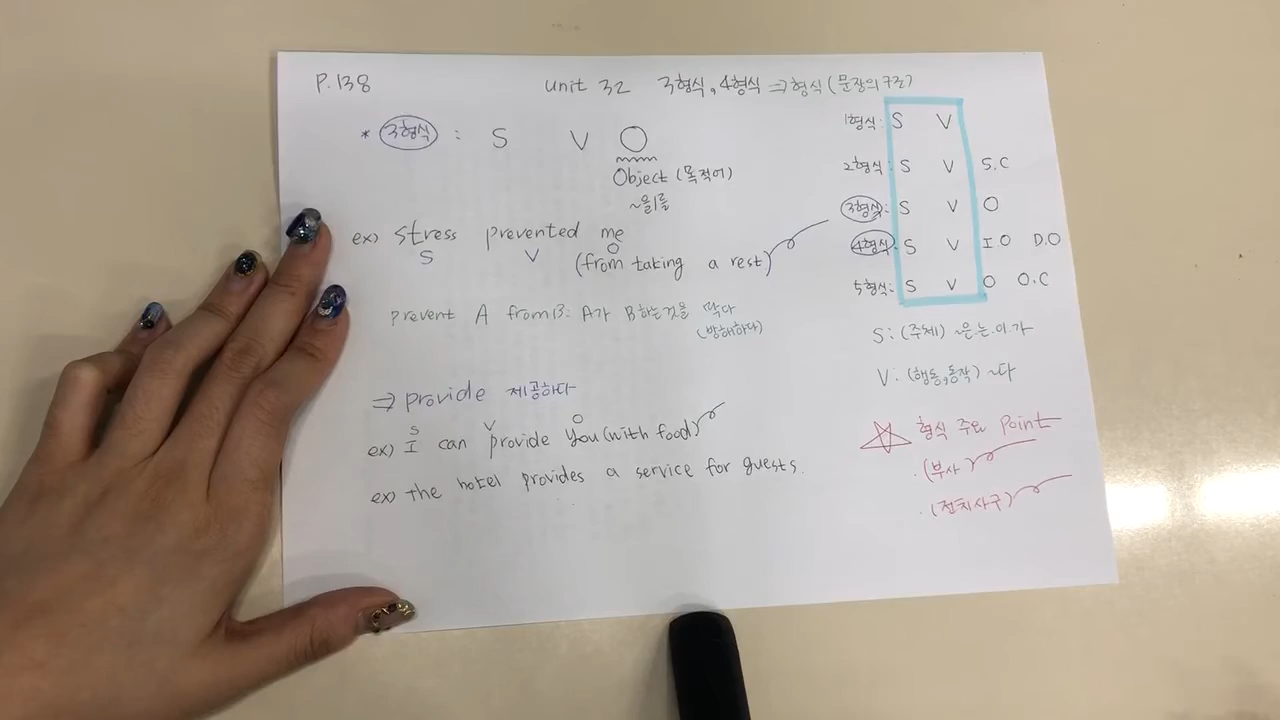 P.138
unit 32 3형식, 4형식 ⇒ 형식 (문장의 구조)
* 3형식 : S V O
Object (목적어)
~을/를
ex) stress prevented me
S V O
(from taking a rest)
prevent A from B: A가 B하는 것을 막다
(방해하다)
⇒ provide 제공하다
S V O
ex) I can provide you (with food)
ex) the hotel provides a service for guests.
1형식: S V
2형식: S V S.C
3형식: S V O
4형식: S V I.O D.O
5형식: S V O O.C
S: (주체) ~은.는.이.가
V. (행동,동작) ~다
☆ 형식 주요 Point
. (부사)
. (전치사구)